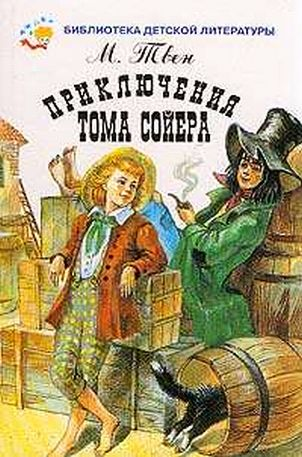 БИБЛИОТЕКА ДЕТСКОЙ ЛИТЕРАТУРЫ
М. Твен
ПРИКЛЮЧЕНИЯ
ТОМА СОЙЕРА